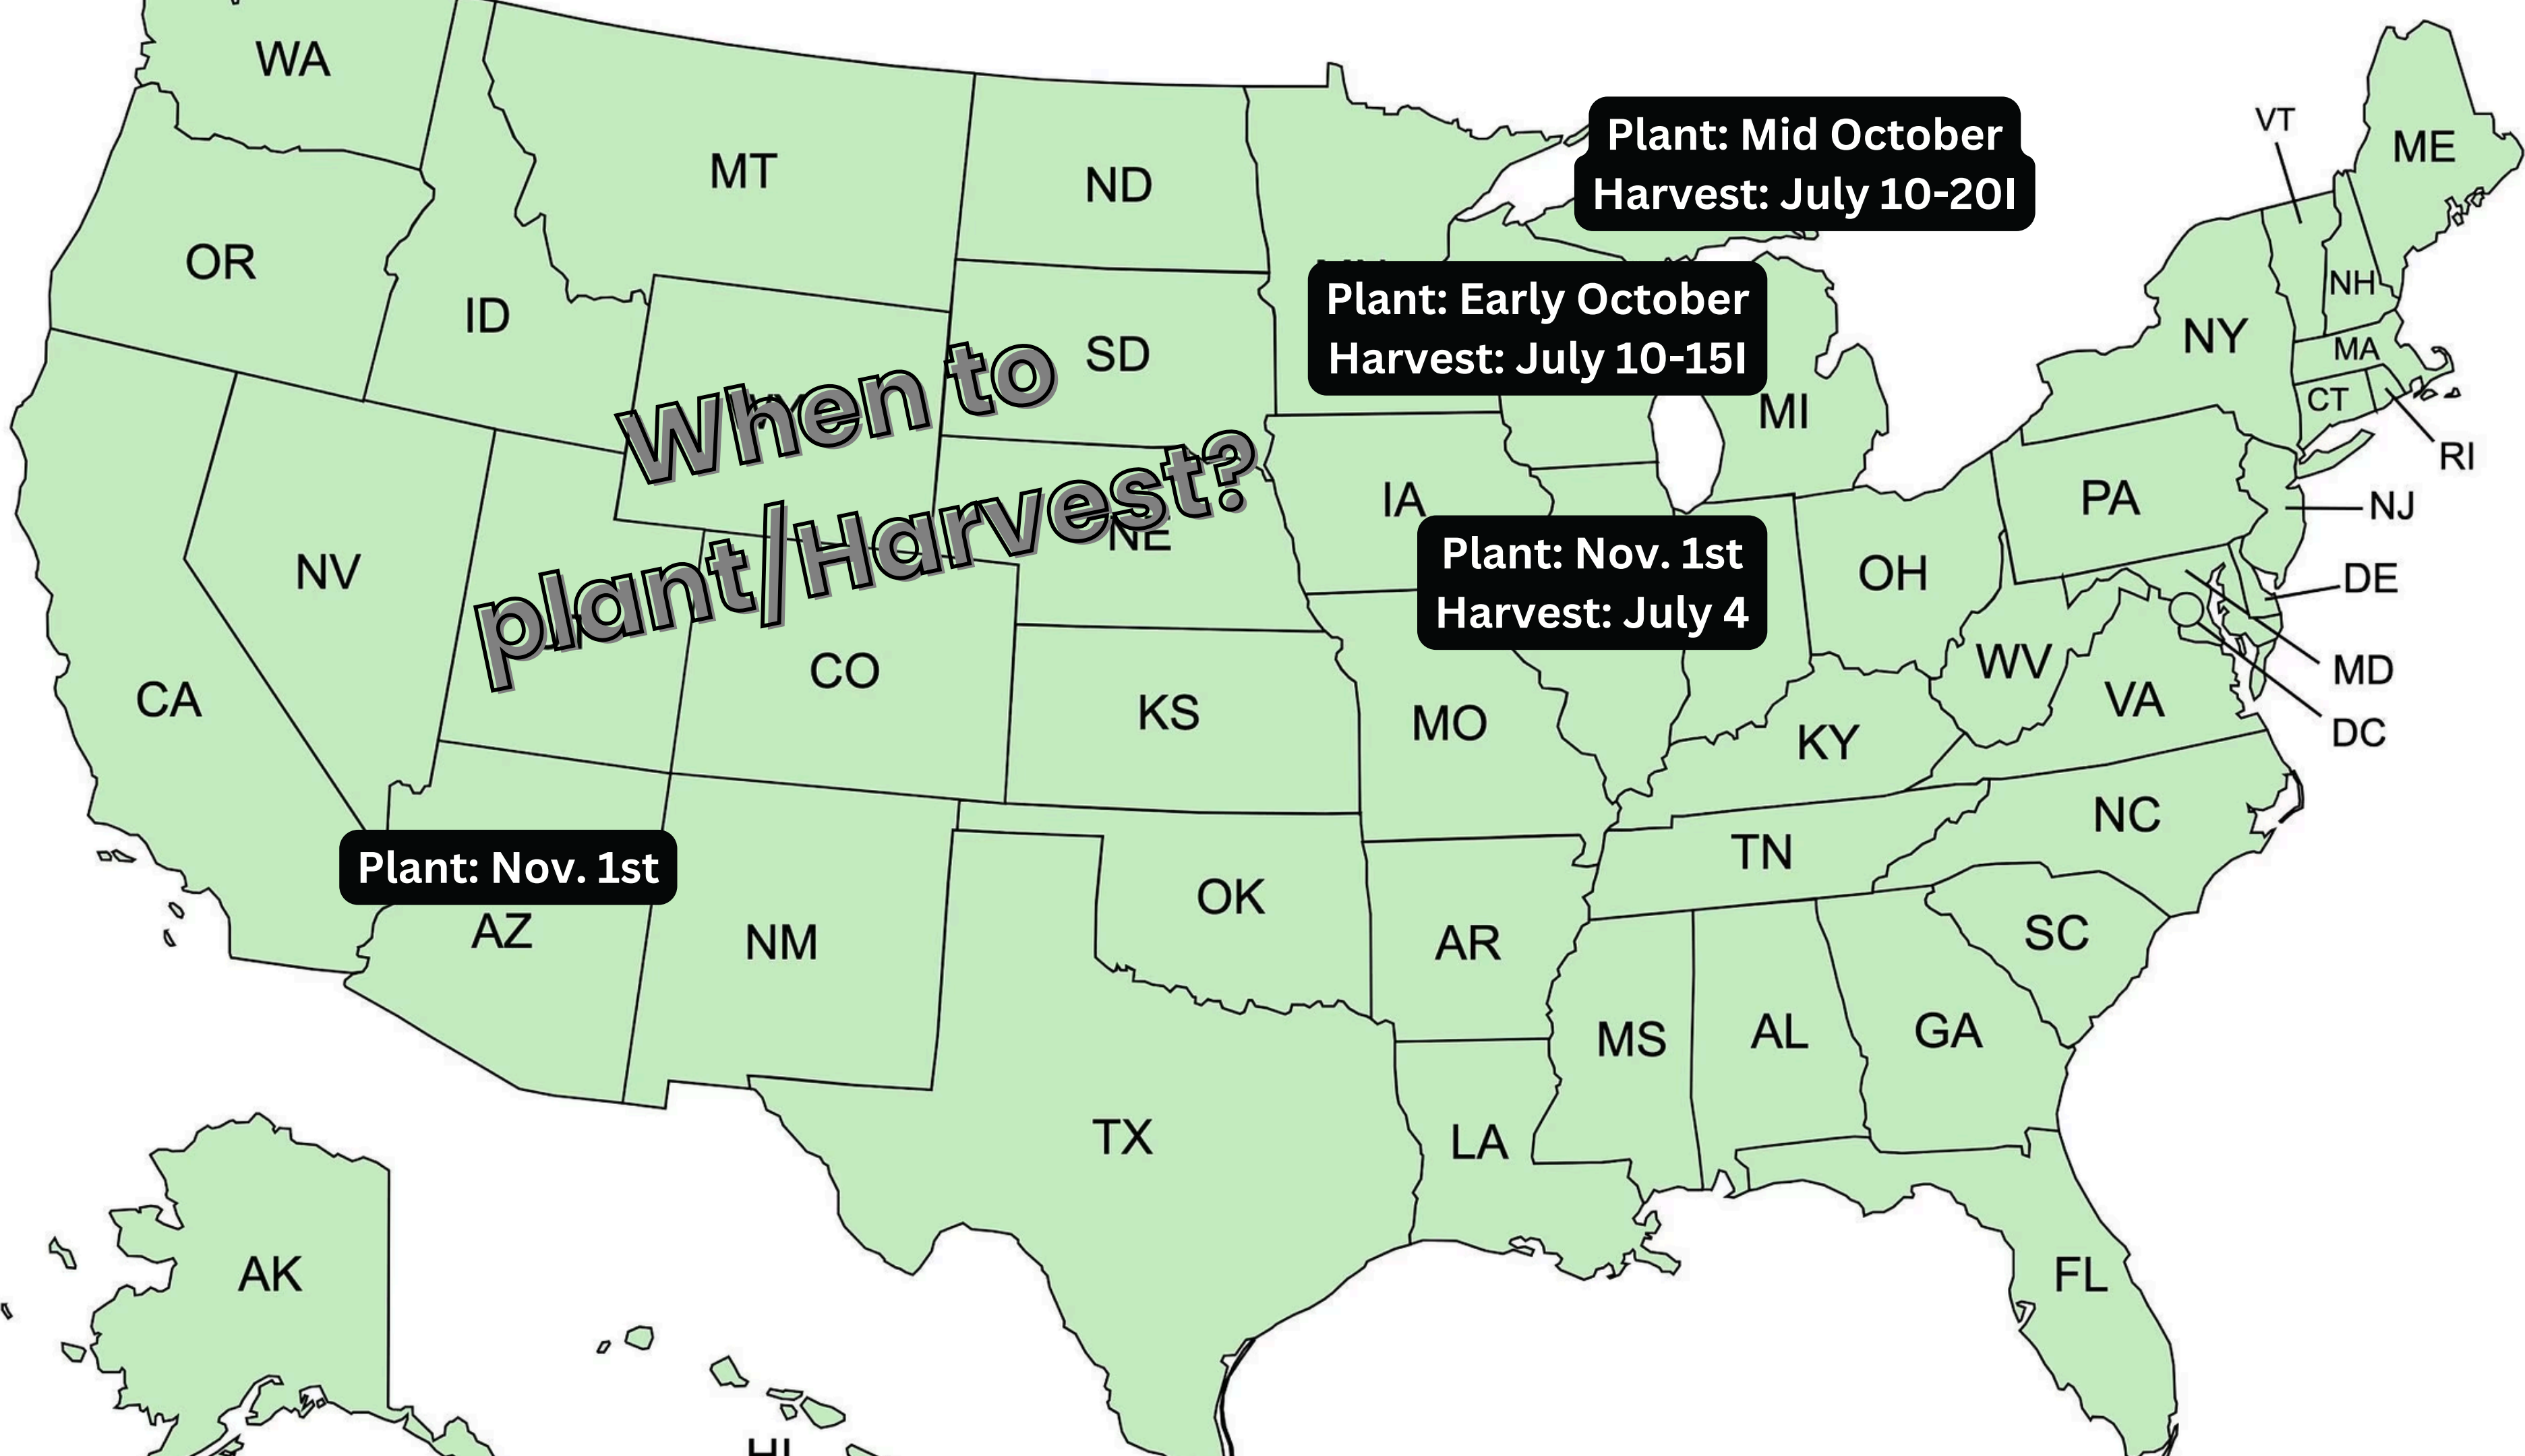 WA
VT
Plant: Mid October
Harvest: July 10-20I
ME
MT
ND
OR
ID
NH
Plant: Early October
Harvest: July 10-15I
NY
SD
MA
When to
plant/Harvest?
CT
MI
RI
IA
PA
NJ
NE
NV
Plant: Nov. 1st
Harvest: July 4
OH
DE
CO
WV
MD
CA
VA
KS
MO
DC
KY
NC
TN
Plant: Nov. 1st
OK
AZ
NM
AR
SC
MS
AL
GA
TX
LA
AK
FL
HI